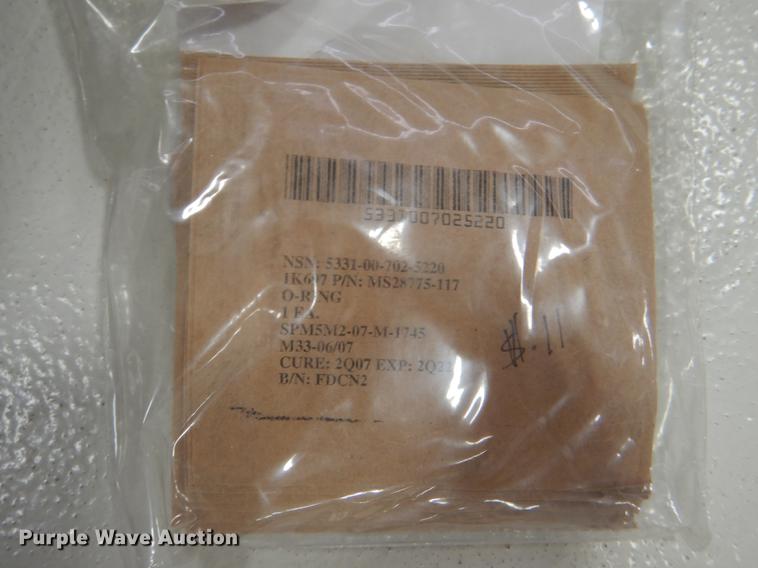 5331007025220
NSN: 5331-00-702-5220
1K697 P/N: MS28775-117
O-RING
1 EA.
SPM5M2-07-M-1745
M33-06/07
CURE: 2Q07 EXP: 2Q22
B/N: FDCN2
$.11
Purple Wave Auction